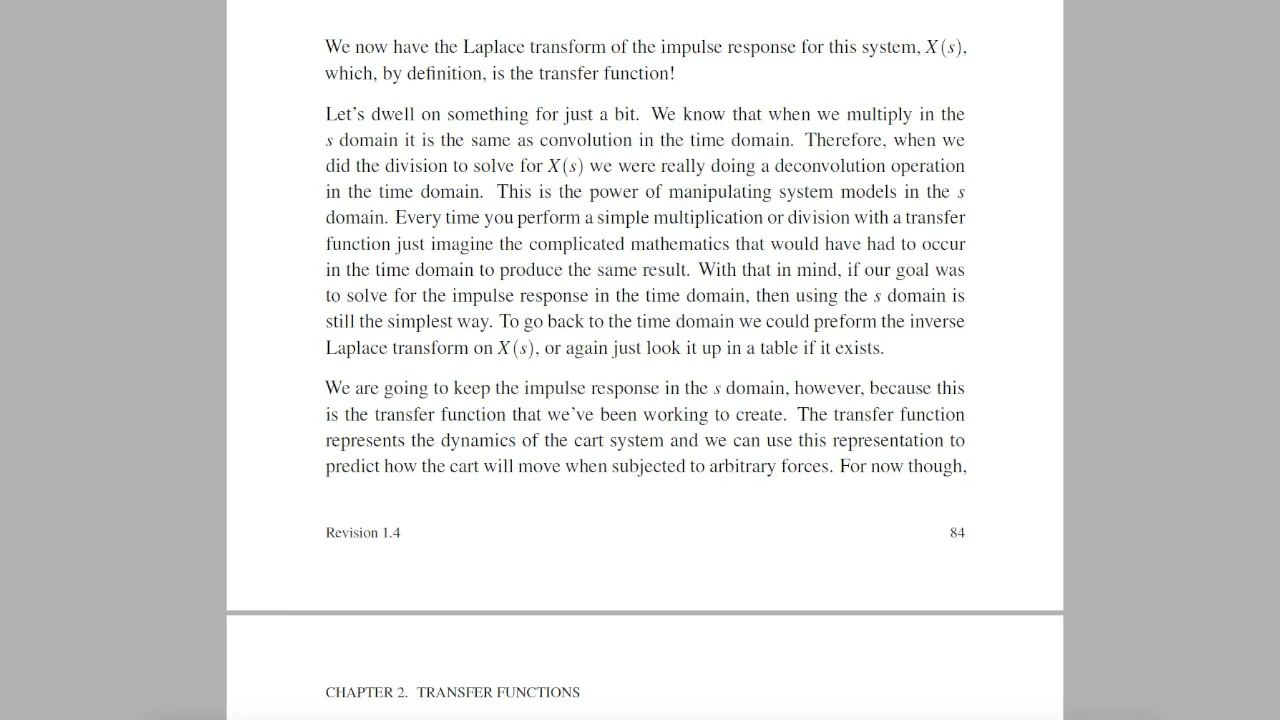 We now have the Laplace transform of the impulse response for this system, X(s),
which, by definition, is the transfer function!
Let's dwell on something for just a bit. We know that when we multiply in the
s domain it is the same as convolution in the time domain. Therefore, when we
did the division to solve for X(s) we were really doing a deconvolution operation
in the time domain. This is the power of manipulating system models in the s
domain. Every time you perform a simple multiplication or division with a transfer
function just imagine the complicated mathematics that would have had to occur
in the time domain to produce the same result. With that in mind, if our goal was
to solve for the impulse response in the time domain, then using the s domain is
still the simplest way. To go back to the time domain we could preform the inverse
Laplace transform on X(s), or again just look it up in a table if it exists.
We are going to keep the impulse response in the s domain, however, because this
is the transfer function that we've been working to create. The transfer function
represents the dynamics of the cart system and we can use this representation to
predict how the cart will move when subjected to arbitrary forces. For now though,
Revision 1.4 84
CHAPTER 2. TRANSFER FUNCTIONS